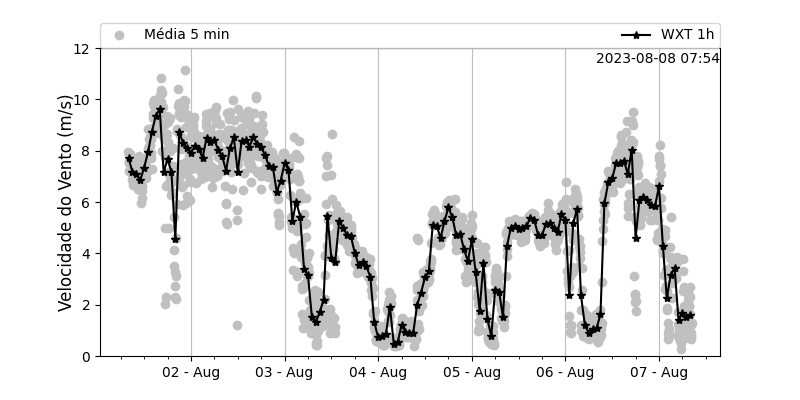 Média 5 min
WXT 1h
2023-08-08 07:54
Velocidade do Vento (m/s)
12
10
8
6
4
2
0
02 - Aug
03 - Aug
04 - Aug
05 - Aug
06 - Aug
07 - Aug